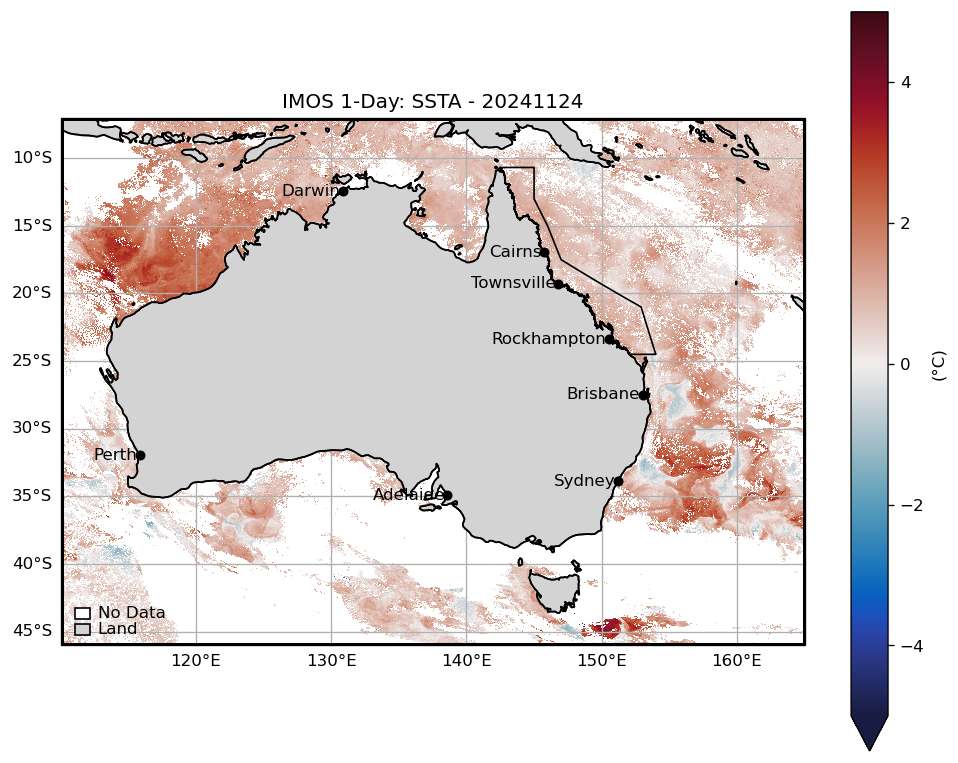 IMOS 1-Day: SSTA - 20241124
10°S
15°S
20°S
25°S
30°S
35°S
40°S
45°S
Darwin
Cairns
Townsville
Rockhampton
Brisbane
Perth
Sydney
Adelaide
No Data
Land
120°E 130°E 140°E 150°E 160°E
4
2
0
−2
−4
(°C)